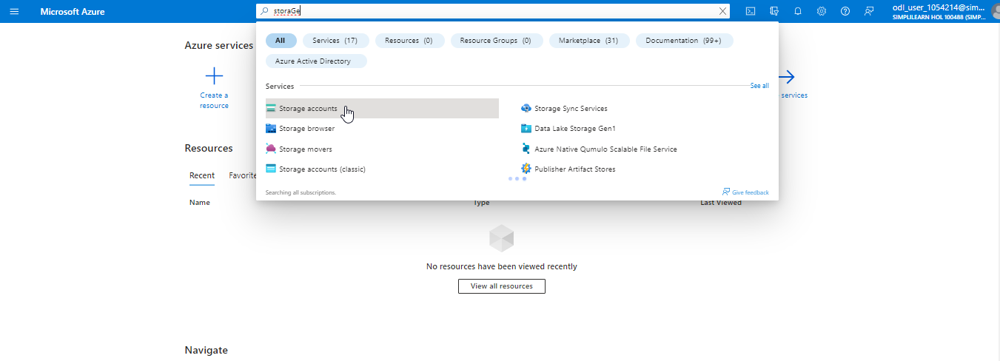 Microsoft Azure
storaGe
odl_user_1054214@sim...
SIMPLILEARN HOL 100488 (SIMP...
Azure services
All
Services (17)
Resources (0)
Resource Groups (0)
Marketplace (31)
Documentation (99+)
Azure Active Directory
Create a
resource
services
Services
See all
Storage accounts
Storage Sync Services
Storage browser
Data Lake Storage Gen1
Storage movers
Azure Native Qumulo Scalable File Service
Storage accounts (classic)
Publisher Artifact Stores
Searching all subscriptions.
Give feedback
Resources
Recent
Favorite
Name
Type
Last Viewed
No resources have been viewed recently
View all resources
Navigate